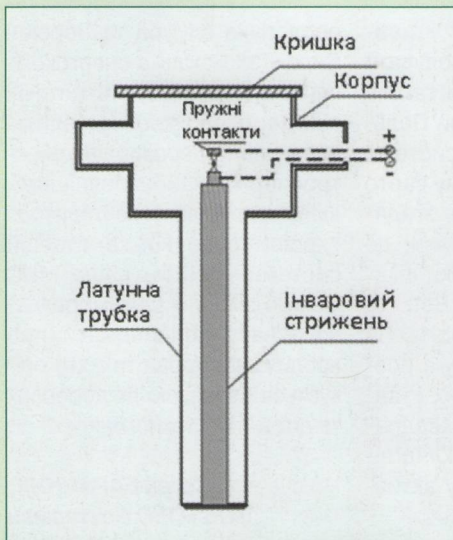 Кришка
Корпус
Пружні
контакти
+
-
Латунна
трубка
Інваровий
стрижень